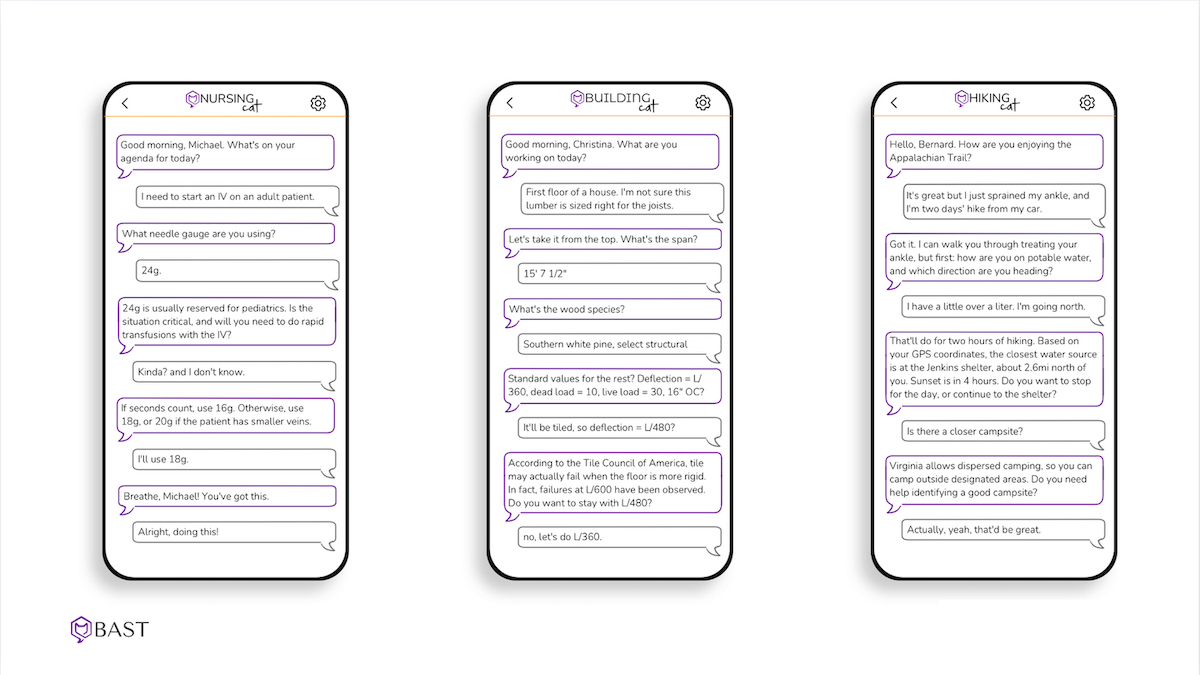 NURSING cat
Good morning, Michael. What's on your
agenda for today?
I need to start an IV on an adult patient.
What needle gauge are you using?
24g.
24g is usually reserved for pediatrics. Is the
situation critical, and will you need to do rapid
transfusions with the IV?
Kinda? and I don't know.
If seconds count, use 16g. Otherwise, use
18g, or 20g if the patient has smaller veins.
I'll use 18g.
Breathe, Michael! You've got this.
Alright, doing this!
BUILDING cat
Good morning, Christina. What are you
working on today?
First floor of a house. I'm not sure this
lumber is sized right for the joists.
Let's take it from the top. What's the span?
15' 7 1/2"
What's the wood species?
Southern white pine, select structural
Standard values for the rest? Deflection = L/
360, dead load = 10, live load = 30, 16" OC?
It'll be tiled, so deflection = L/480?
According to the Tile Council of America, tile
may actually fail when the floor is more rigid.
In fact, failures at L/600 have been observed.
Do you want to stay with L/480?
no, let's do L/360.
HIKING cat
Hello, Bernard. How are you enjoying the
Appalachian Trail?
It's great but I just sprained my ankle, and
I'm two days' hike from my car.
Got it. I can walk you through treating your
ankle, but first: how are you on potable water,
and which direction are you heading?
I have a little over a liter. I'm going north.
That'll do for two hours of hiking. Based on
your GPS coordinates, the closest water source
is at the Jenkins shelter, about 2.6mi north of
you. Sunset is in 4 hours. Do you want to stop
for the day, or continue to the shelter?
Is there a closer campsite?
Virginia allows dispersed camping, so you can
camp outside designated areas. Do you need
help identifying a good campsite?
Actually, yeah, that'd be great.
BAST